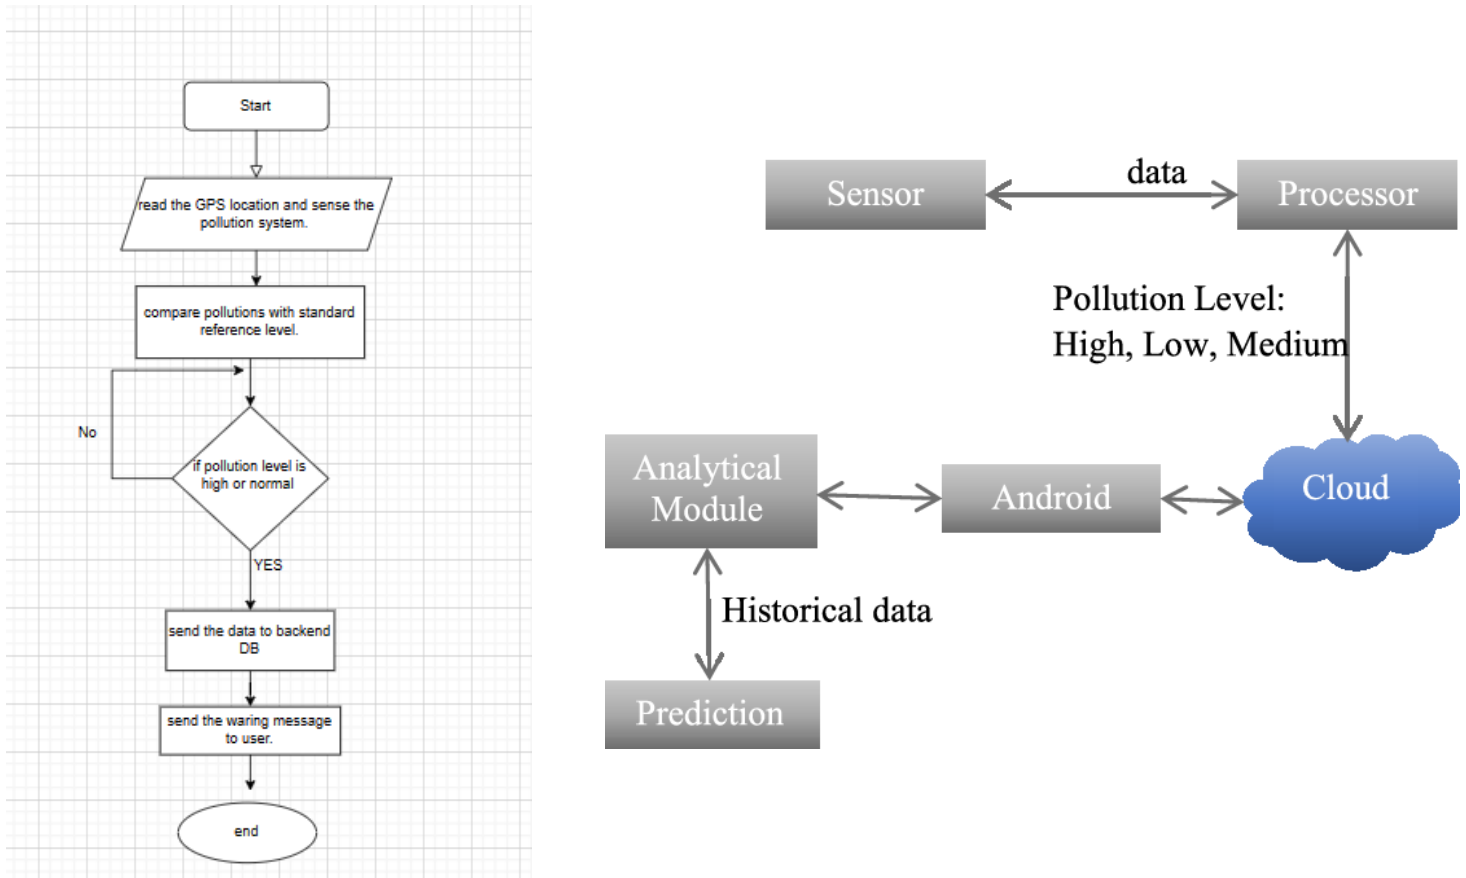 Start
read the GPS location and sense the
pollution system.
compare pollutions with standard
reference level.
No
if pollution level is
high or normal
YES
send the data to backend
DB
send the waring message
to user.
end
Sensor
data
Processor
Pollution Level:
High, Low, Medium
Analytical
Module
Android
Cloud
Historical data
Prediction